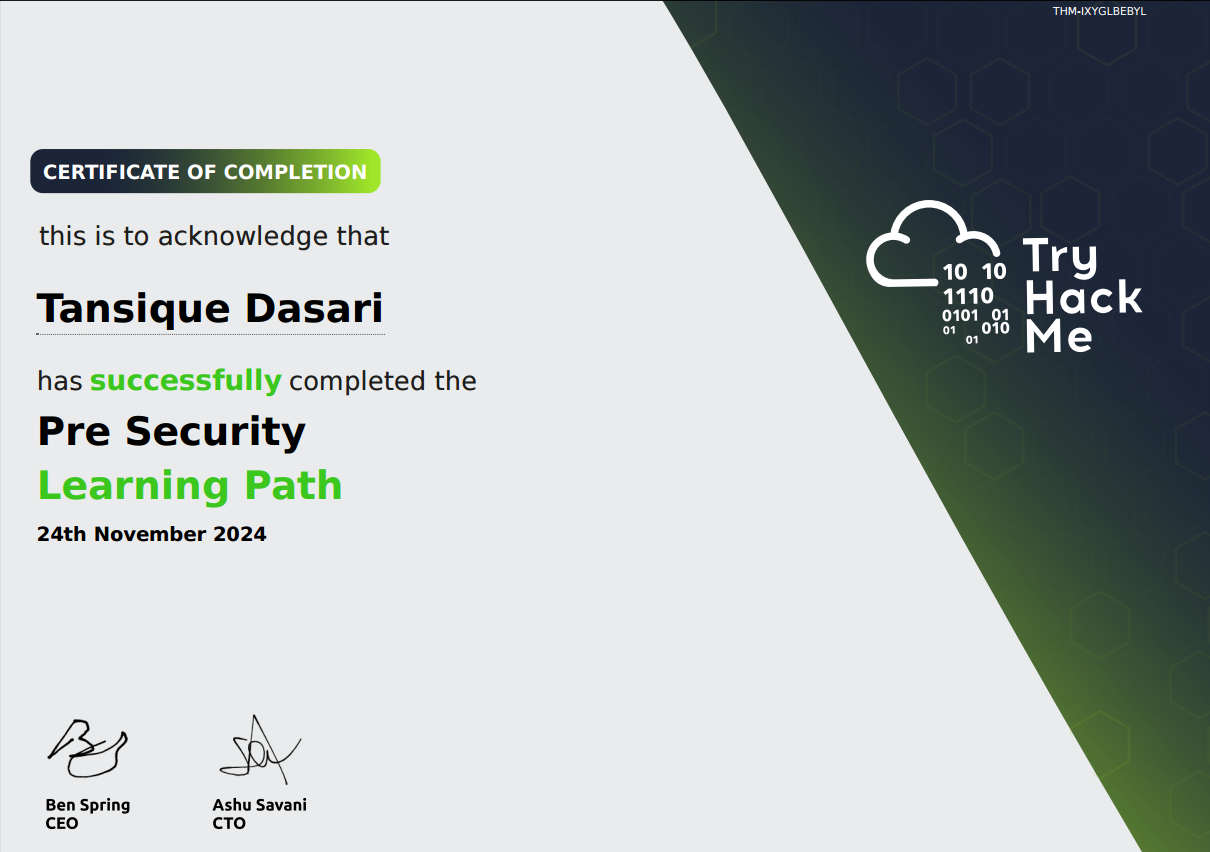 THM-IXYGLBEBYL
CERTIFICATE OF COMPLETION
this is to acknowledge that
Tansique Dasari
has successfully completed the
Pre Security
Learning Path
24th November 2024
10 10
1110
0101 01
01 010
01
Try
Hack
Me
Ben Spring
CEO
Ashu Savani
CTO